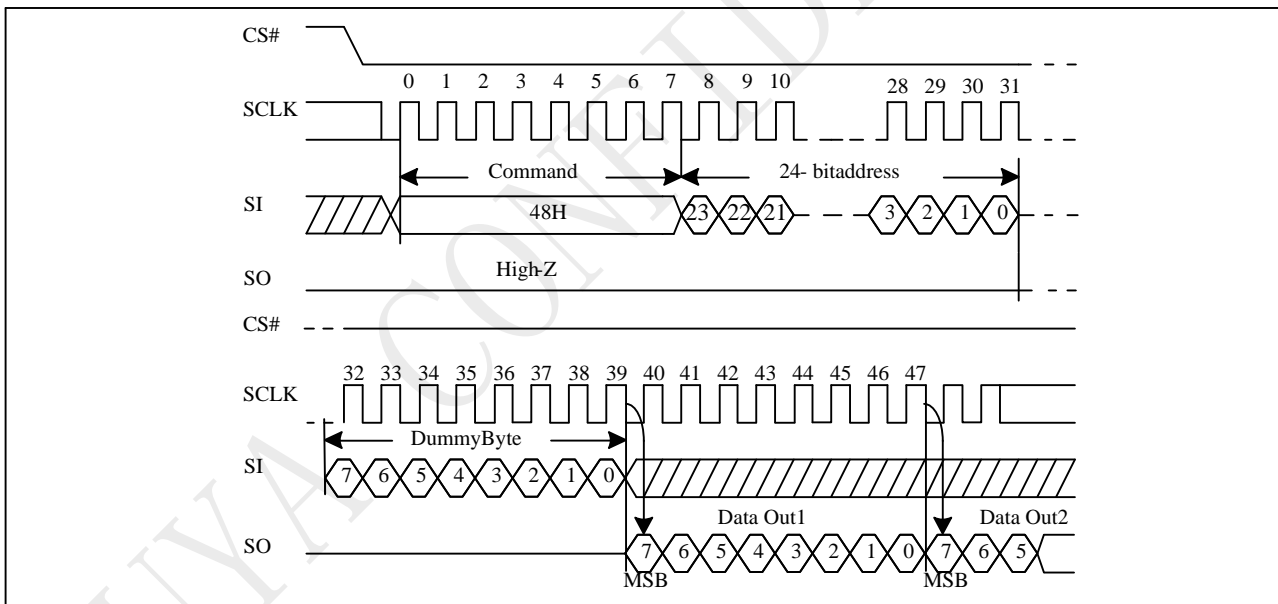 CS#
0 1 2 3 4 5 6 7 8 9 10 28 29 30 31
SCLK
Command 24- bitaddress
SI 48H 23 22 21 3 2 1 0
High-Z
SO
CS#
32 33 34 35 36 37 38 39 40 41 42 43 44 45 46 47
SCLK
DummyByte
SI 7 6 5 4 3 2 1 0
Data Out1 Data Out2
SO 7 6 5 4 3 2 1 0 7 6 5
MSB MSB